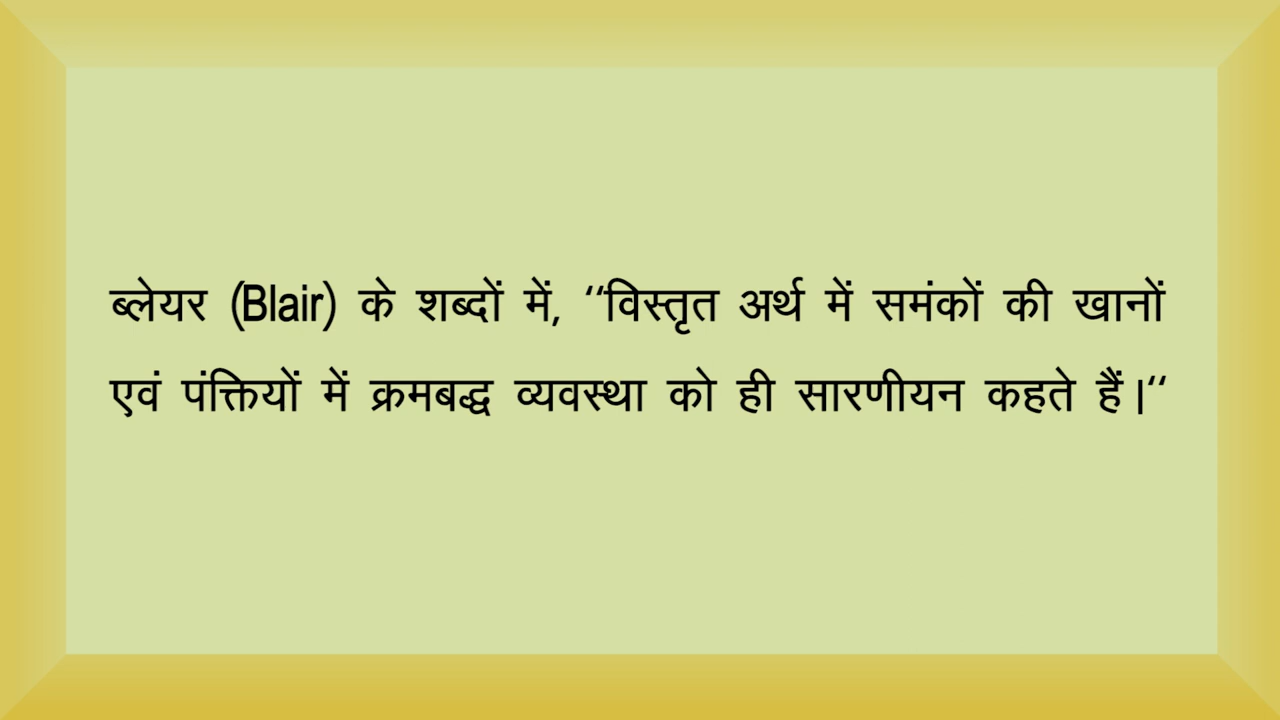 ब्लेयर (Blair) के शब्दों में, ‘‘विस्तृत अर्थ में समंकों की खानों
एवं पंक्तियों में क्रमबद्ध व्यवस्था को ही सारणीयन कहते हैं।‘‘